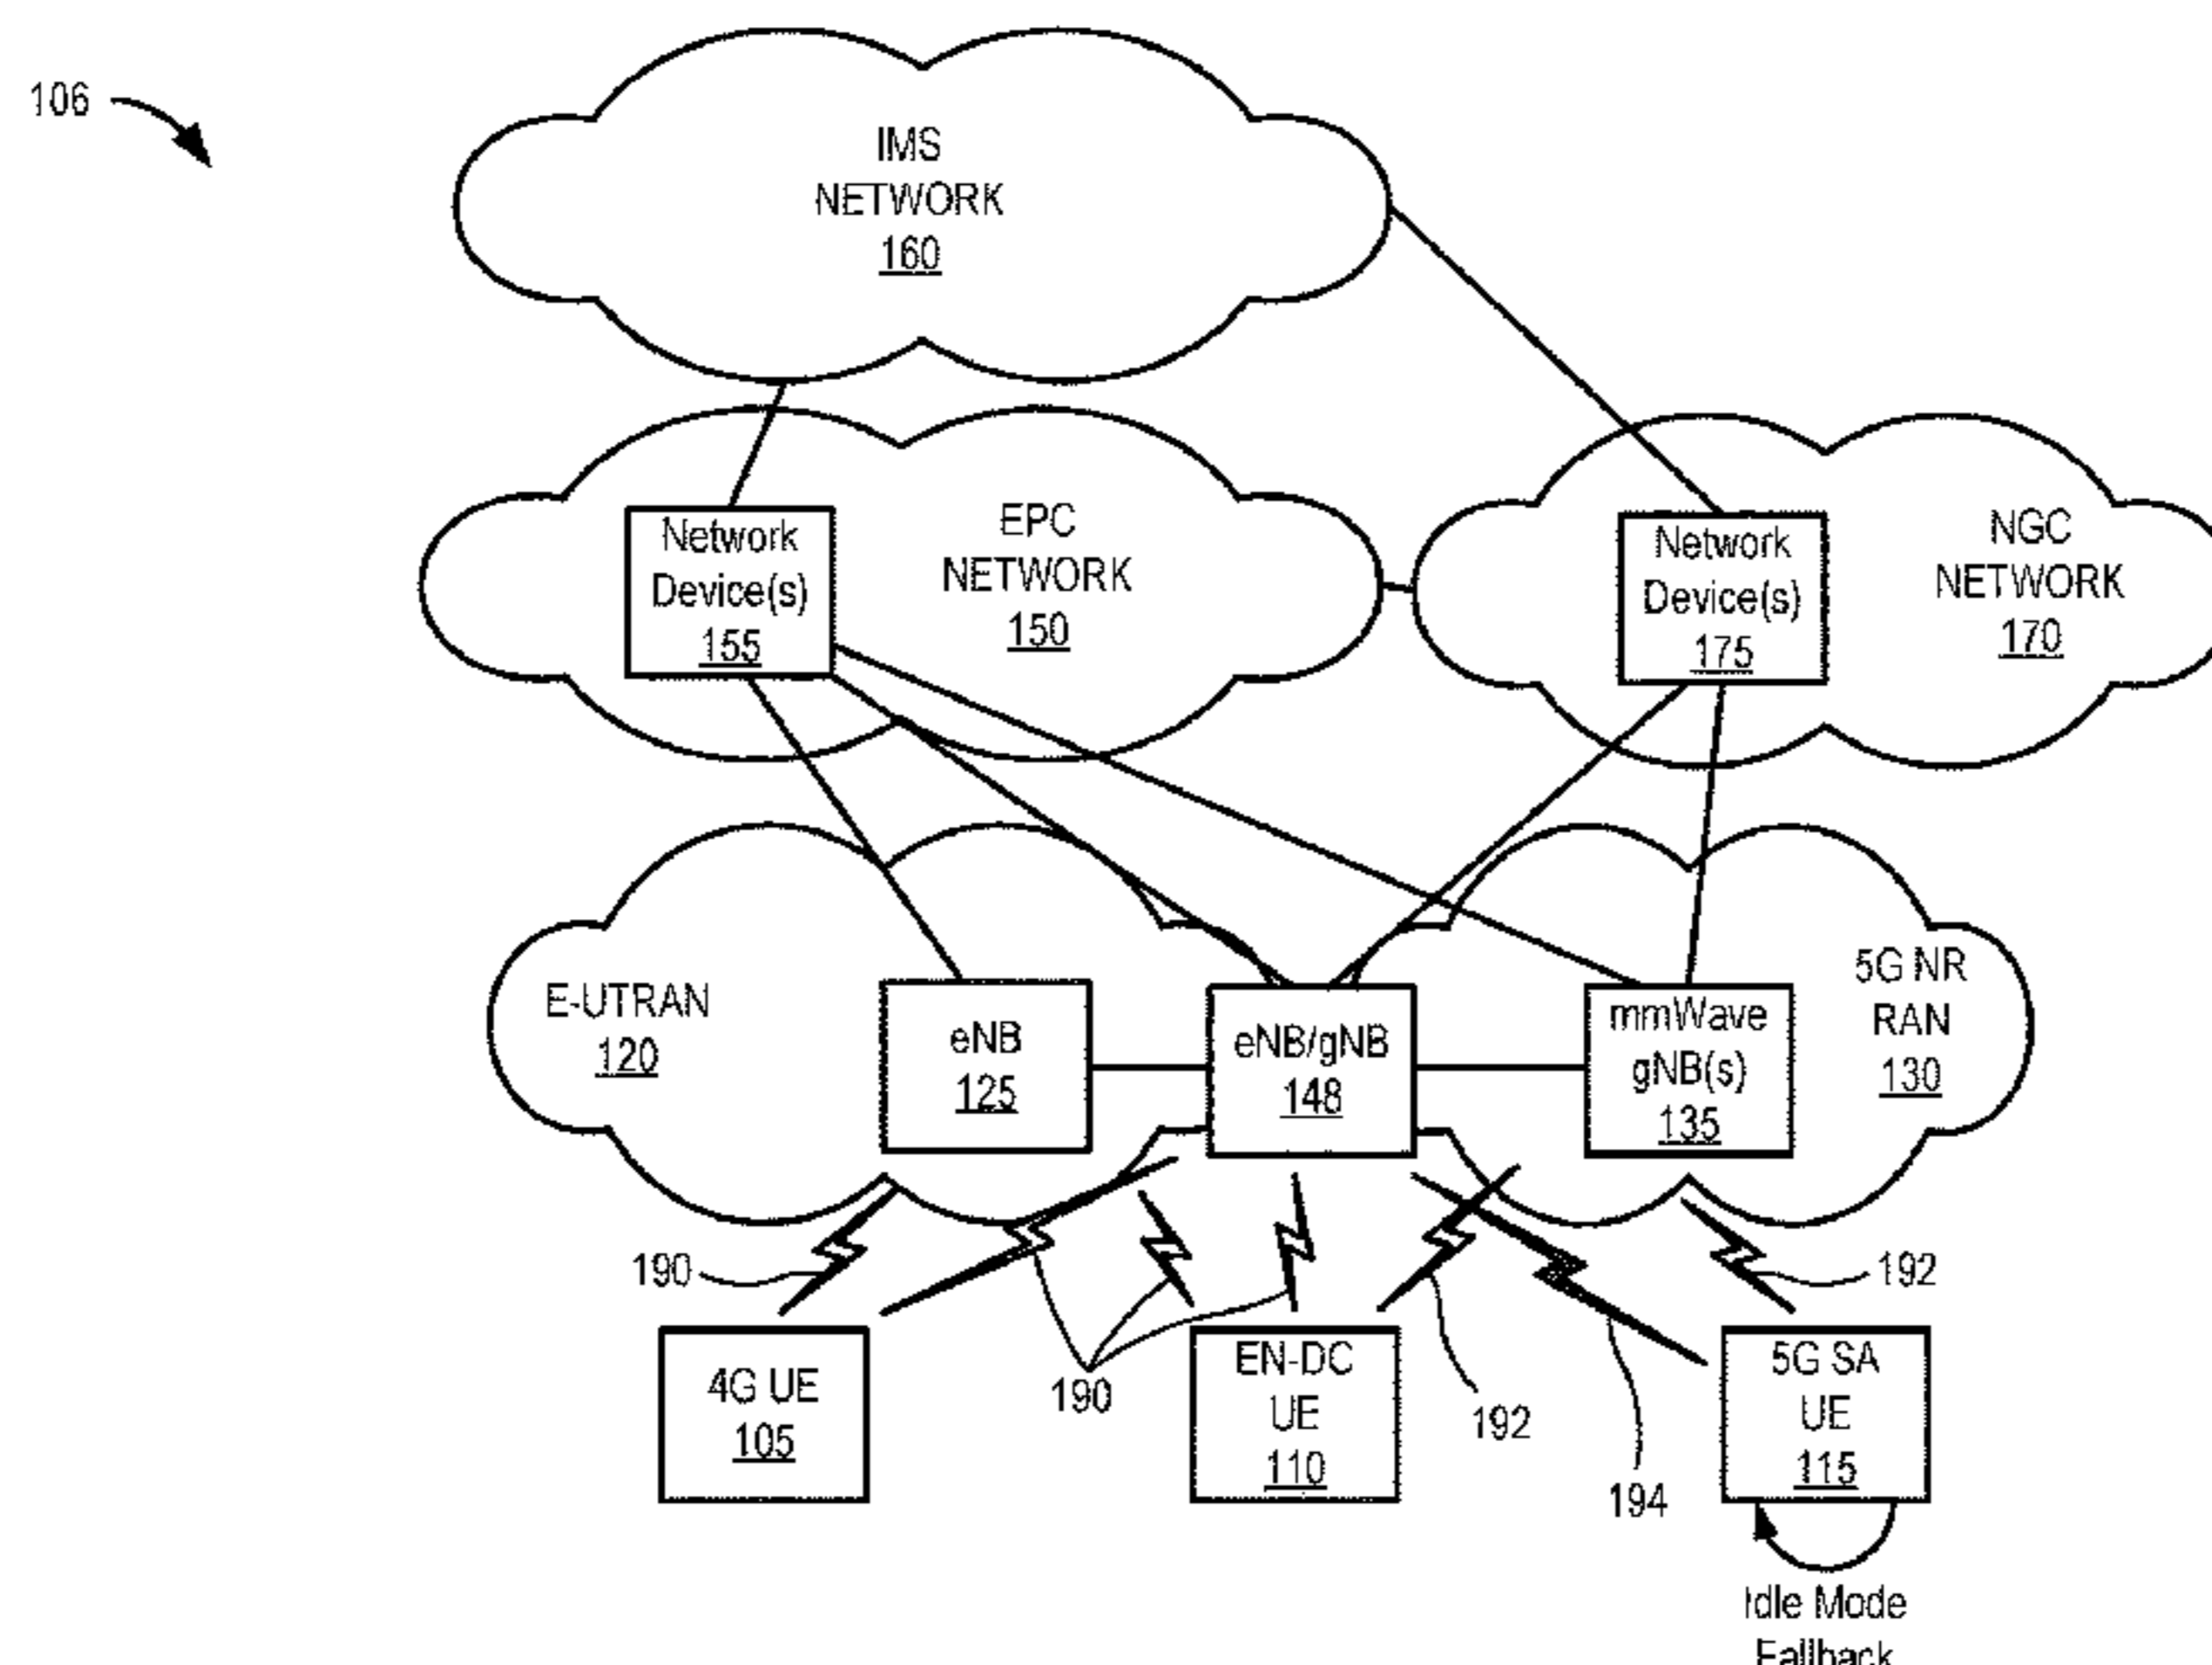 106
IMS
NETWORK
160
Network
Device(s)
155
EPC
NETWORK
150
Network
Device(s)
175
NGC
NETWORK
170
E-UTRAN
120
eNB
125
eNB/gNB
148
mmWave
gNB(s)
135
5G NR
RAN
130
190
190
192
194
192
4G UE
105
EN-DC
UE
110
5G SA
UE
115
Idle Mode
Fallback